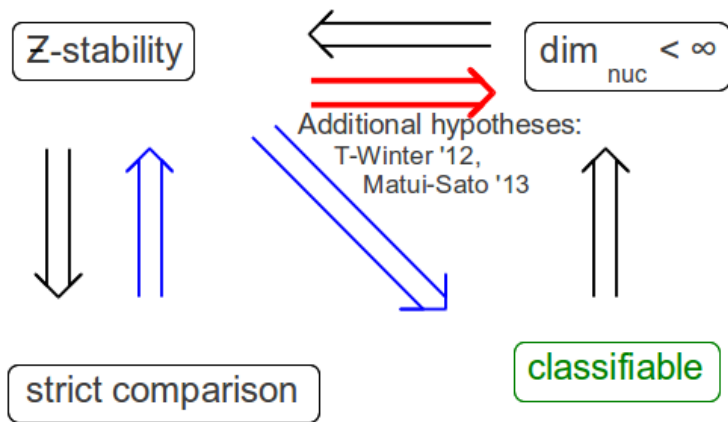 Ƶ-stability
dim nuc < ∞
Additional hypotheses:
T-Winter '12,
Matui-Sato '13
strict comparison
classifiable